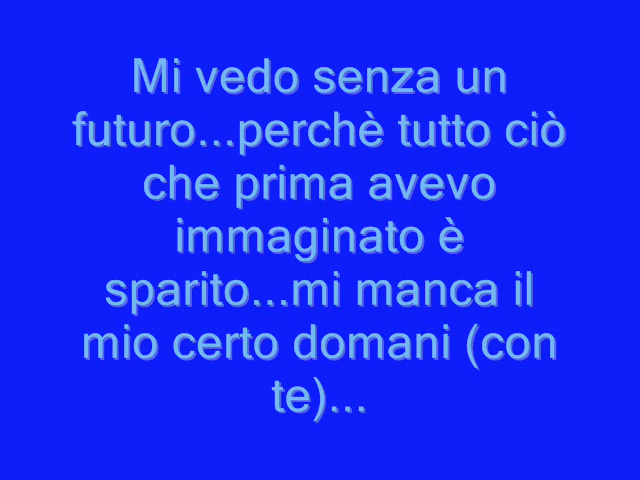 Mi vedo senza un
futuro...perchè tutto ciò
che prima avevo
immaginato è
sparito...mi manca il
mio certo domani (con
te)...